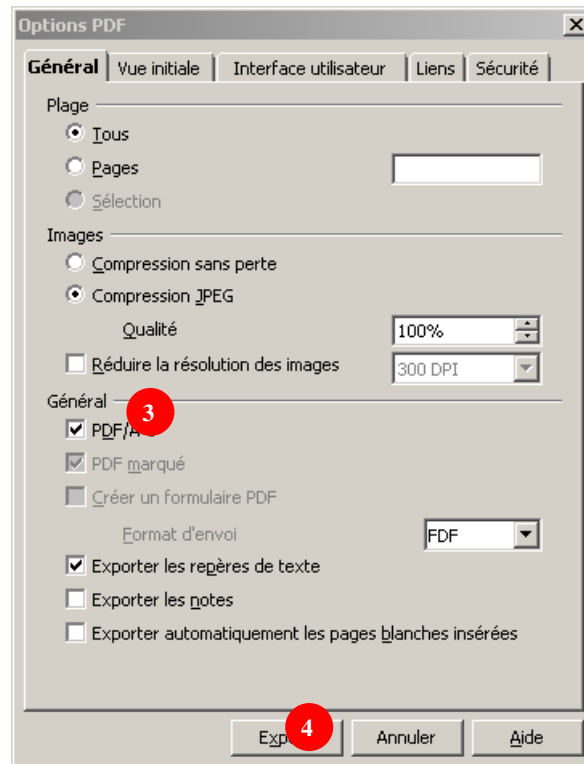 Options PDF
Général Vue initiale Interface utilisateur Liens Sécurité
Plage
Tous
Pages
Sélection
Images
Compression sans perte
Compression JPEG
Qualité 100%
Réduire la résolution des images 300 DPI
Général
3
PDF/A
PDF marqué
Créer un formulaire PDF
Format d'envoi FDF
Exporter les repères de texte
Exporter les notes
Exporter automatiquement les pages blanches insérées
4 Annuler Aide